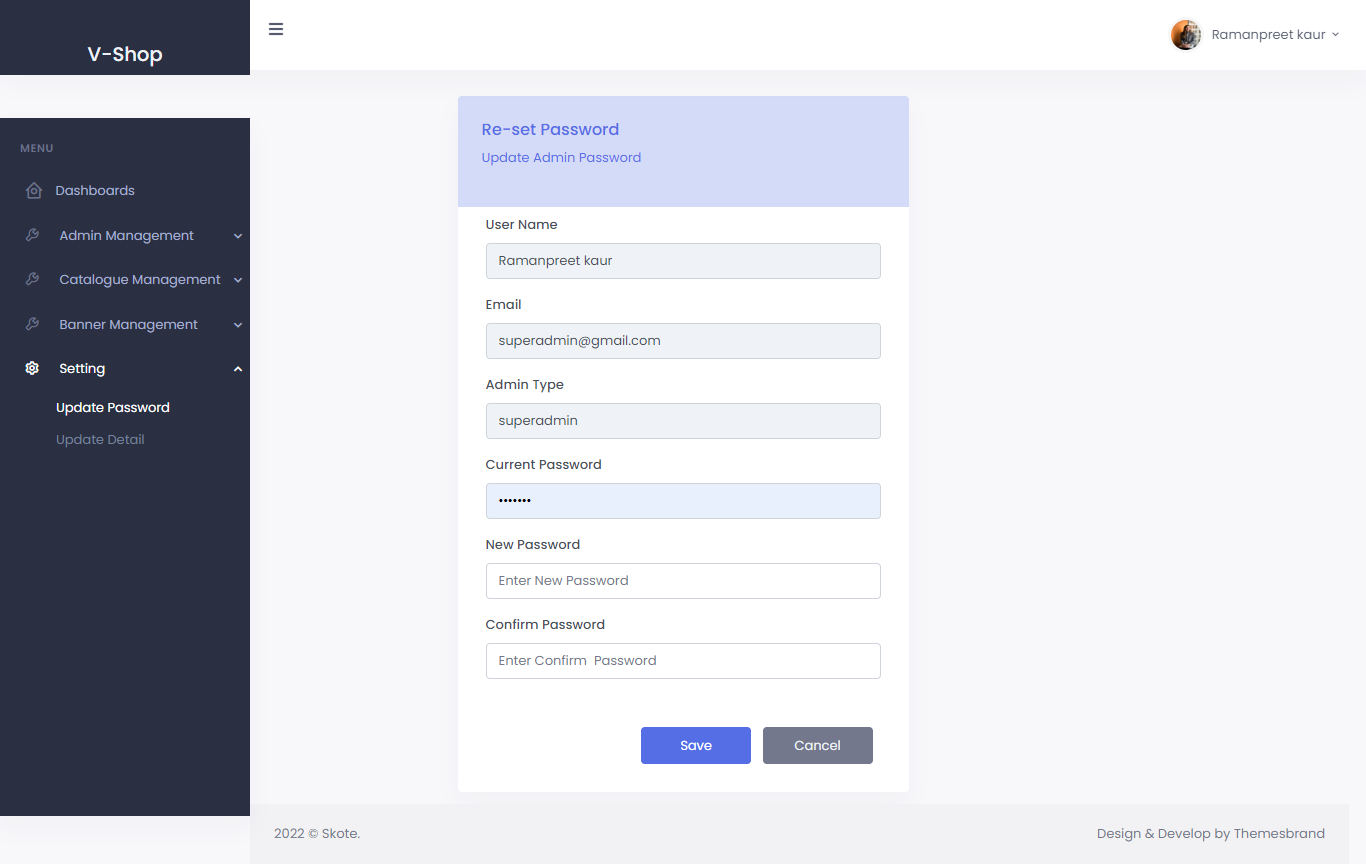 V-Shop
Ramanpreet kaur
MENU
Dashboards
Admin Management
Catalogue Management
Banner Management
Setting
Update Password
Update Detail
Re-set Password
Update Admin Password
User Name
Ramanpreet kaur
Email
superadmin@gmail.com
Admin Type
superadmin
Current Password
•••••••
New Password
Enter New Password
Confirm Password
Enter Confirm  Password
Save
Cancel
2022 © Skote.
Design & Develop by Themesbrand